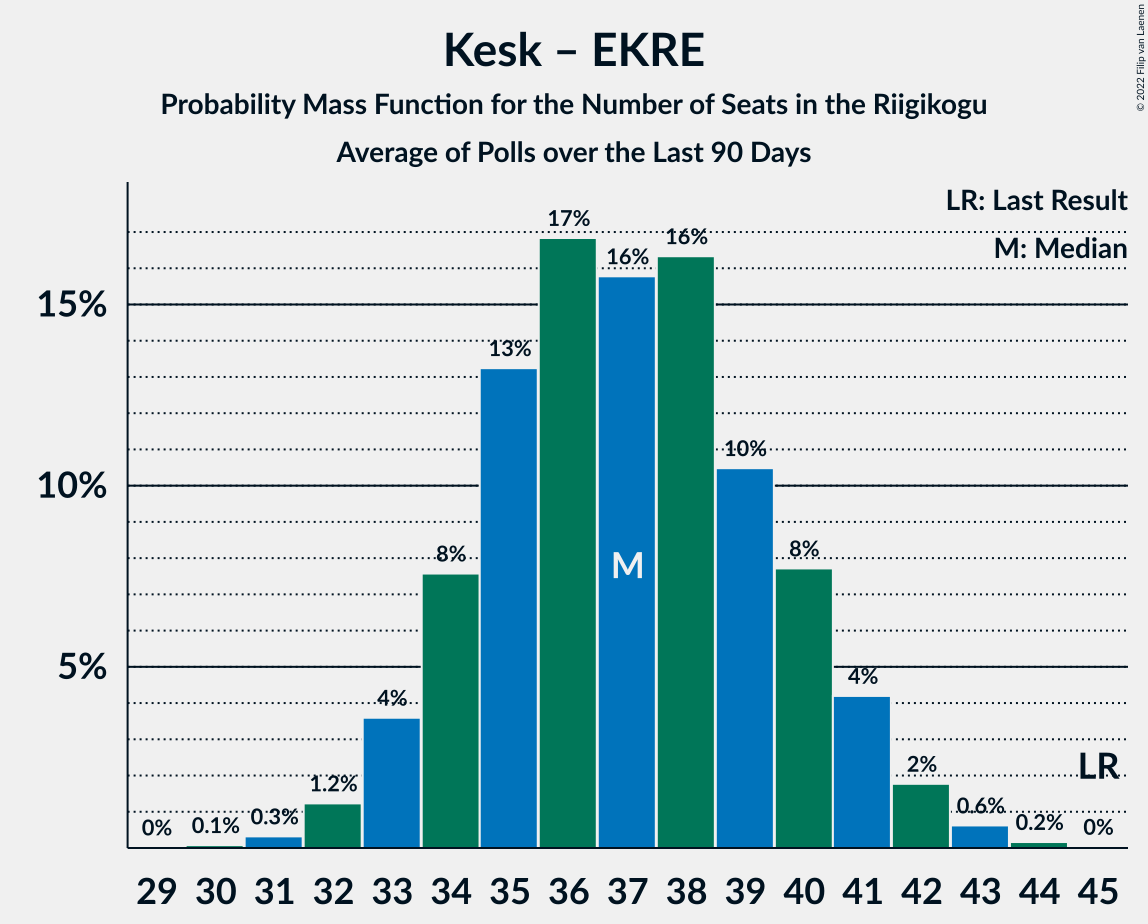 Kesk – EKRE
Probability Mass Function for the Number of Seats in the Riigikogu
Average of Polls over the Last 90 Days
© 2022 Filip van Laenen
LR: Last Result
M: Median
15%
10%
5%
0%
0.1%
0.3%
1.2%
4%
8%
13%
17%
16%
16%
10%
8%
4%
2%
0.6%
0.2%
0%
M
LR
29 30 31 32 33 34 35 36 37 38 39 40 41 42 43 44 45